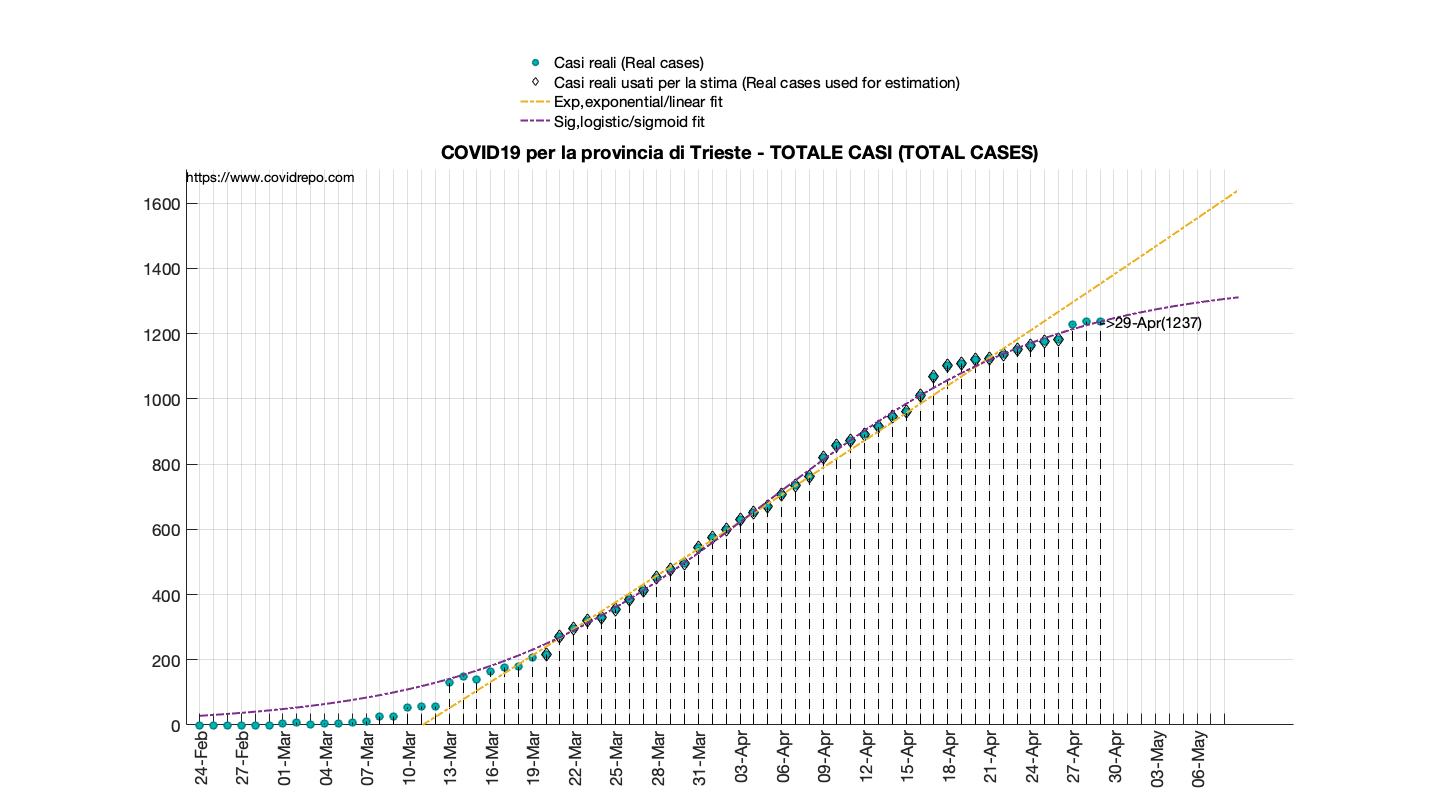 Casi reali (Real cases)
Casi reali usati per la stima (Real cases used for estimation)
Exp,exponential/linear fit
Sig,logistic/sigmoid fit
COVID19 per la provincia di Trieste - TOTALE CASI (TOTAL CASES)
https://www.covidrepo.com
1600
1400
1200
1000
800
600
400
200
0
->29-Apr(1237)
24-Feb
27-Feb
01-Mar
04-Mar
07-Mar
10-Mar
13-Mar
16-Mar
19-Mar
22-Mar
25-Mar
28-Mar
31-Mar
03-Apr
06-Apr
09-Apr
12-Apr
15-Apr
18-Apr
21-Apr
24-Apr
27-Apr
30-Apr
03-May
06-May